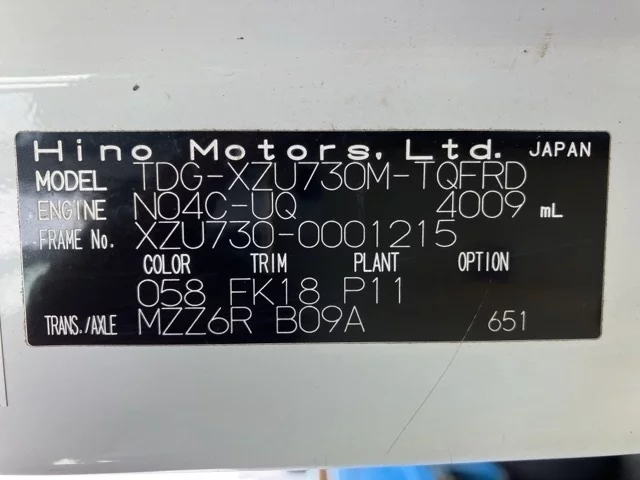 Hino Motors, Ltd. JAPAN
MODEL TDG-XZU730M-TQFRD
ENGINE N04C-UQ 4009 mL
FRAME No. XZU730-0001215
COLOR TRIM PLANT OPTION
058 FK18 P11
TRANS./AXLE MZZ6R B09A 651